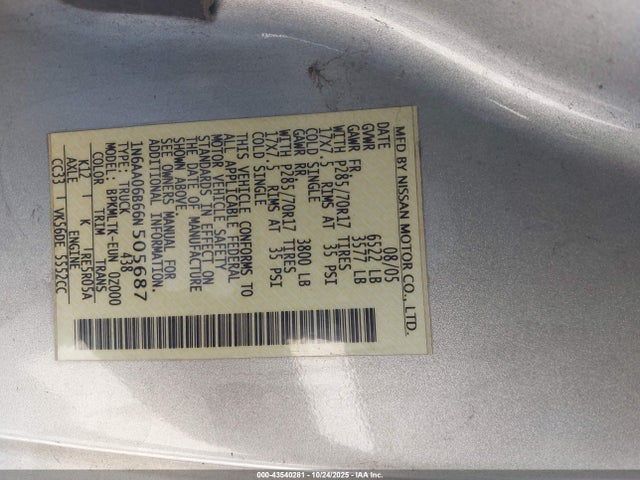 MFD BY NISSAN MOTOR CO., LTD.
DATE 08/05
GVWR 6522 LB
GAWR FR. 3577 LB
WITH P285/70R17 TIRES
17X7.5 RIMS AT 35 PSI
COLD SINGLE
GAWR RR 3800 LB
WITH P285/70R17 TIRES
17X7.5 RIMS AT 35 PSI
COLD SINGLE
THIS VEHICLE CONFORMS TO
ALL APPLICABLE FEDERAL
MOTOR VEHICLE SAFETY
STANDARDS IN EFFECT ON
THE DATE OF MANUFACTURE
SHOWN ABOVE
SEE OWNERS MANUAL FOR
ADDITIONAL INFORMATION.
1N6AA06B66N505687
TYPE: TRUCK 438
MODEL: BPRMLTK-EUN 02000
COLOR TRIM TRANS
K12 K RE5R05A
AXLE ENGINE
CC33 VK56DE 5552CC
000-43540281 - 10/24/2025 - IAA Inc.